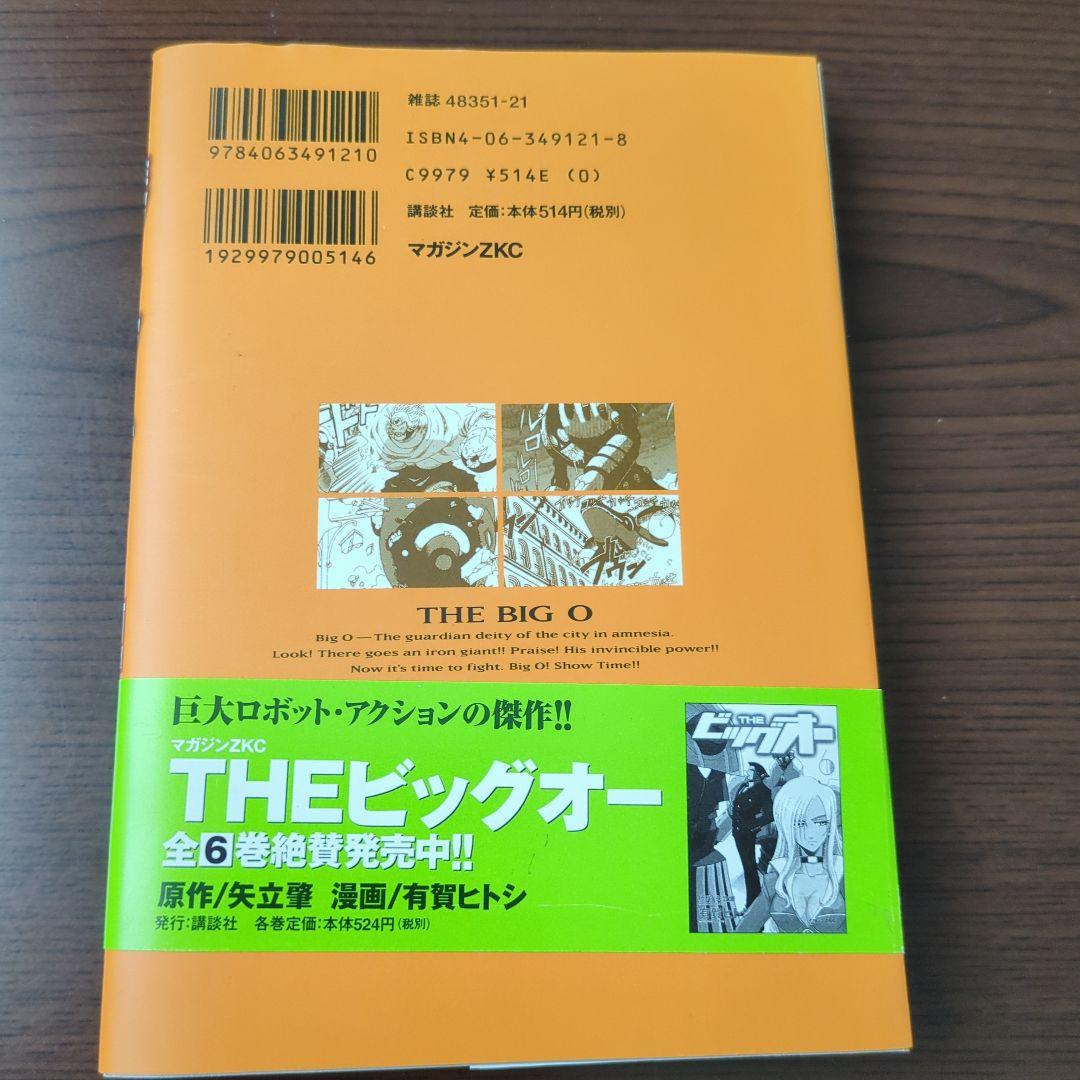 雑誌 48351-21
ISBN4-06-349121-8
9784063491210
C9979 ¥514E (0)
講談社 定価:本体514円(税別)
1929979005146
マガジンZKC
ルロルロ!
グウン
THE BIG O
Big O — The guardian deity of the city in amnesia.
Look! There goes an iron giant!! Praise! His invincible power!!
Now it's time to fight. Big O! Show Time!!
巨大ロボット・アクションの傑作!!
マガジンZKC
THEビッグオー
全6巻絶賛発売中!!
原作/矢立肇 漫画/有賀ヒトシ
発行:講談社 各巻定価:本体524円(税別)
THE
ビッグオー